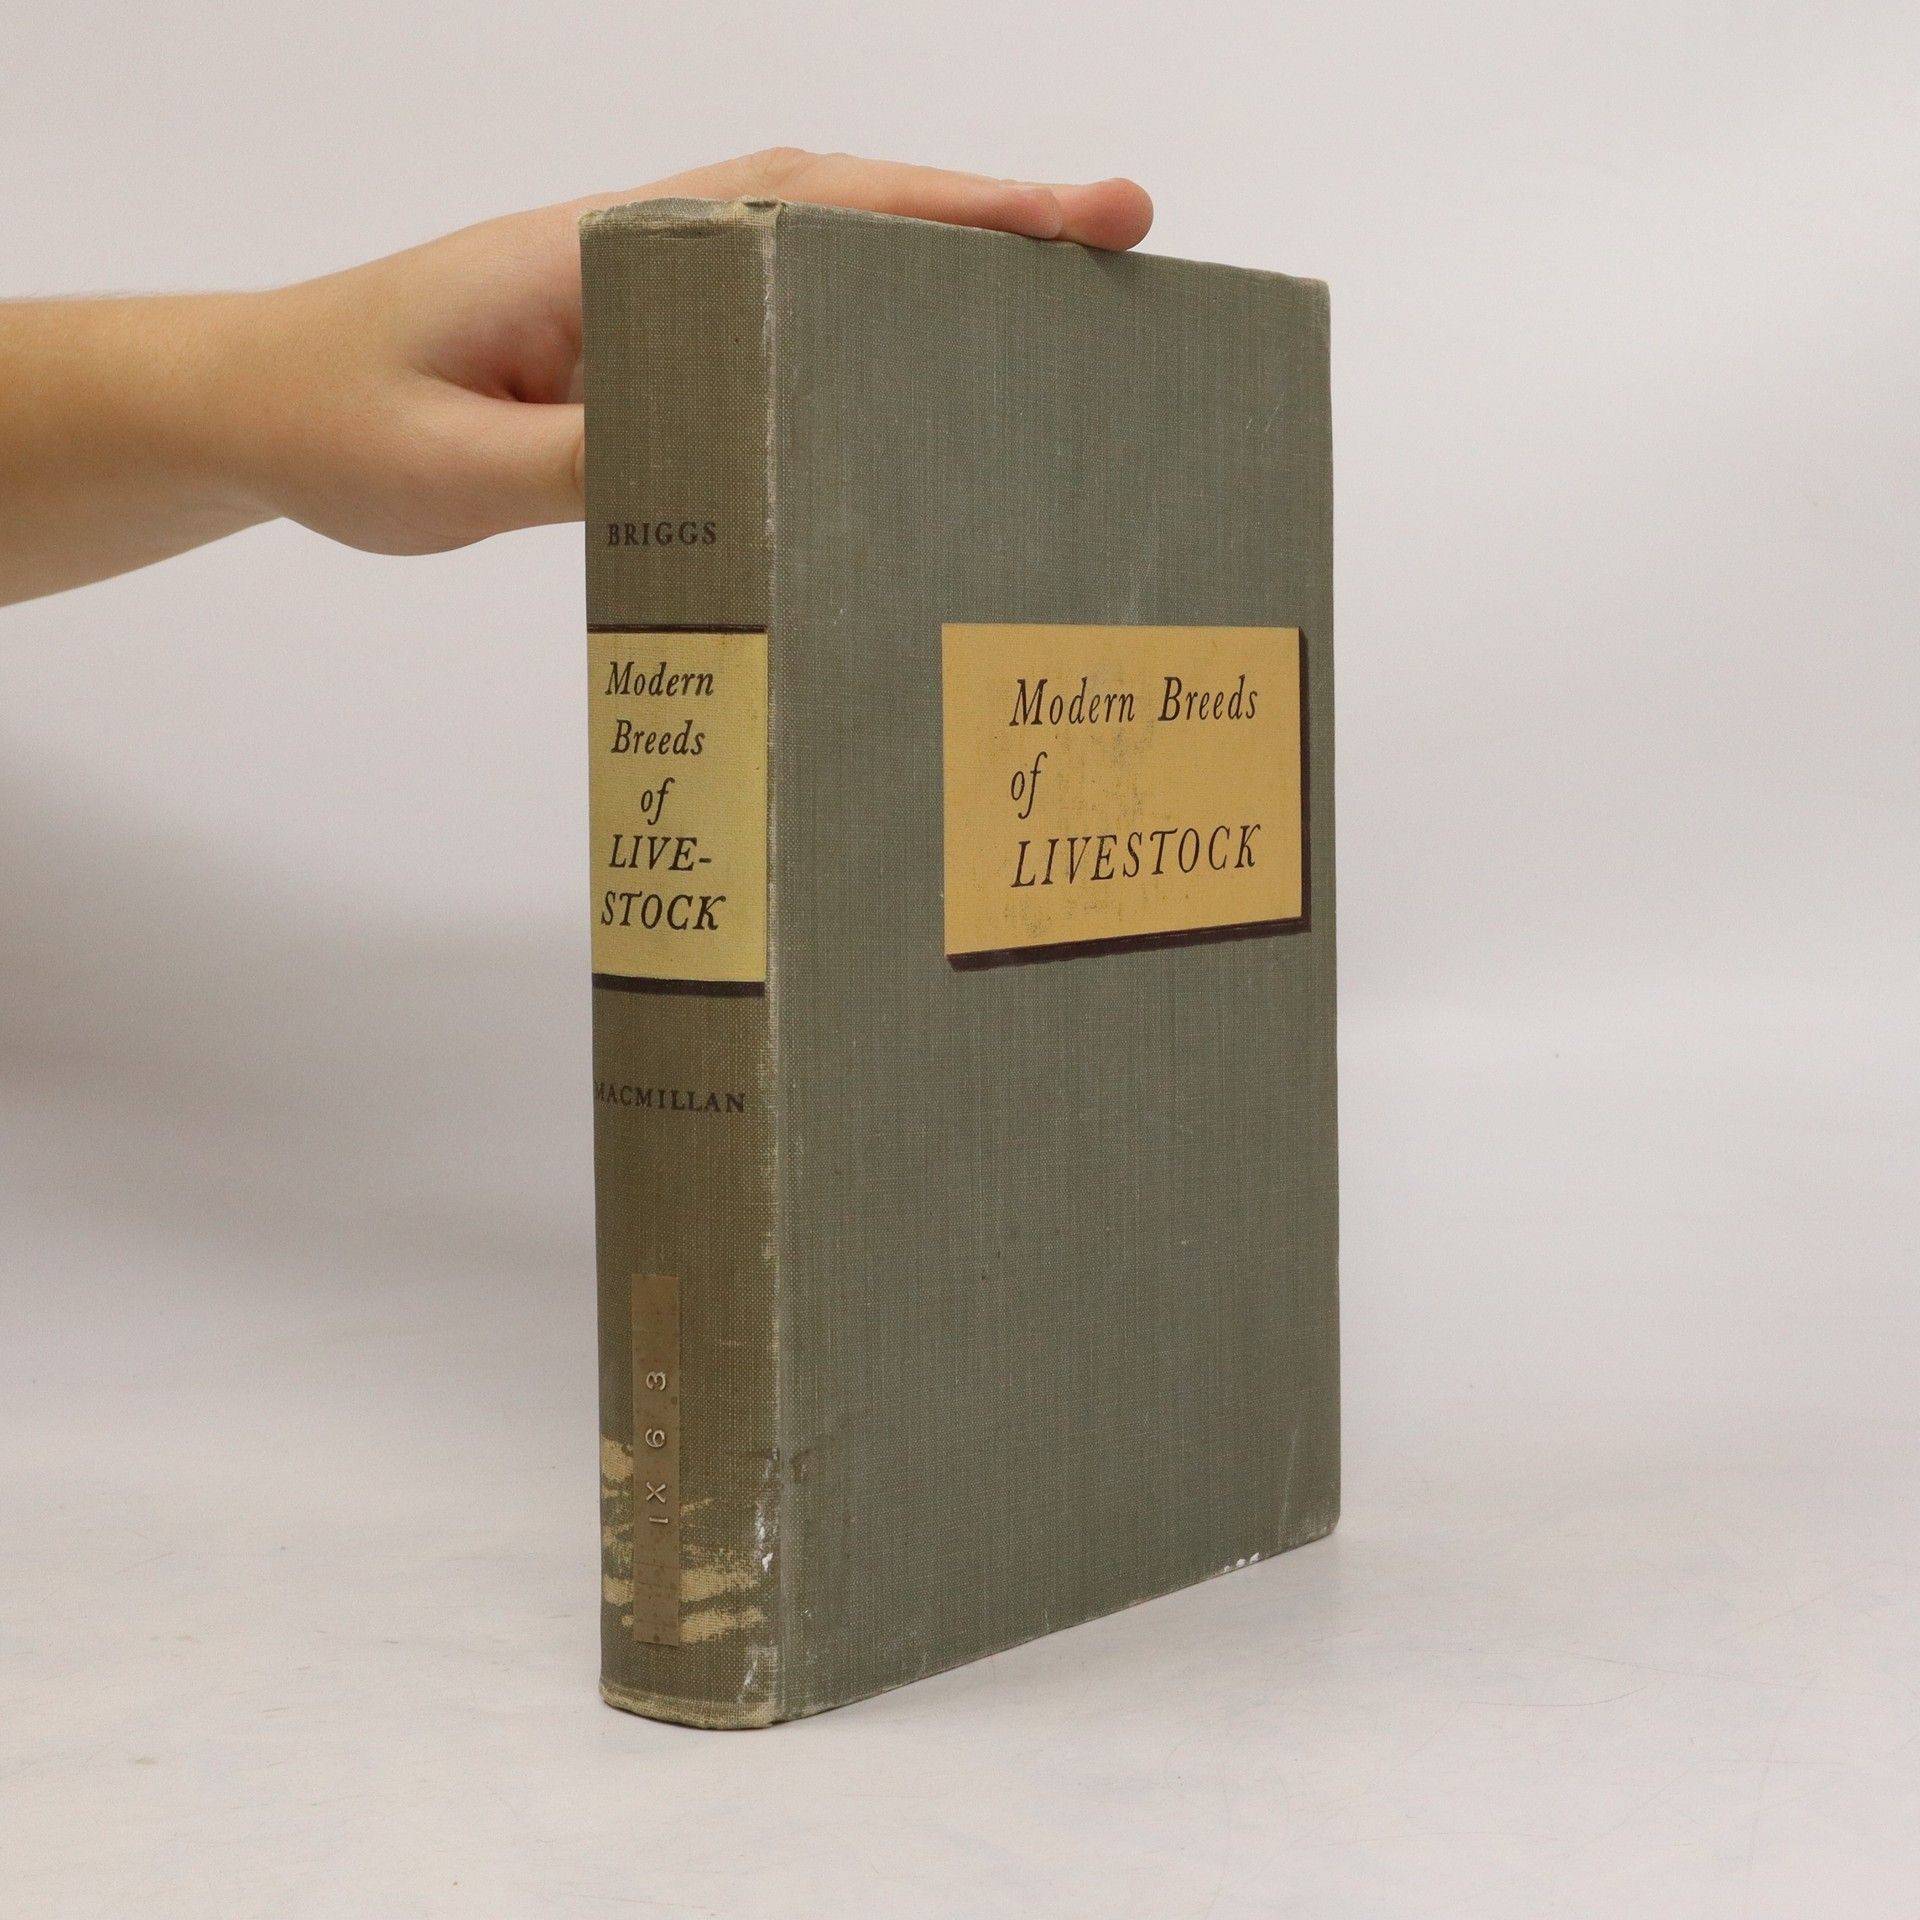 BRIGGS
Modern
Breeds
of
LIVE-
STOCK
MACMILLAN
IX 63
Modern Breeds
of
LIVESTOCK